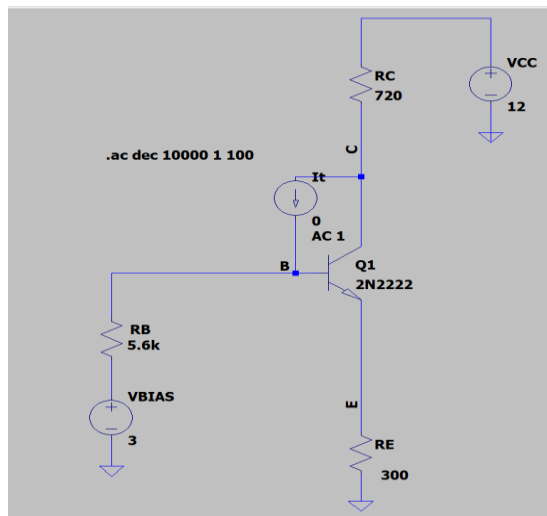 VCC
RC
720
12
C
.ac dec 10000 1 100
It
0
AC 1
B
Q1
2N2222
RB
5.6k
VBIAS
3
E
RE
300